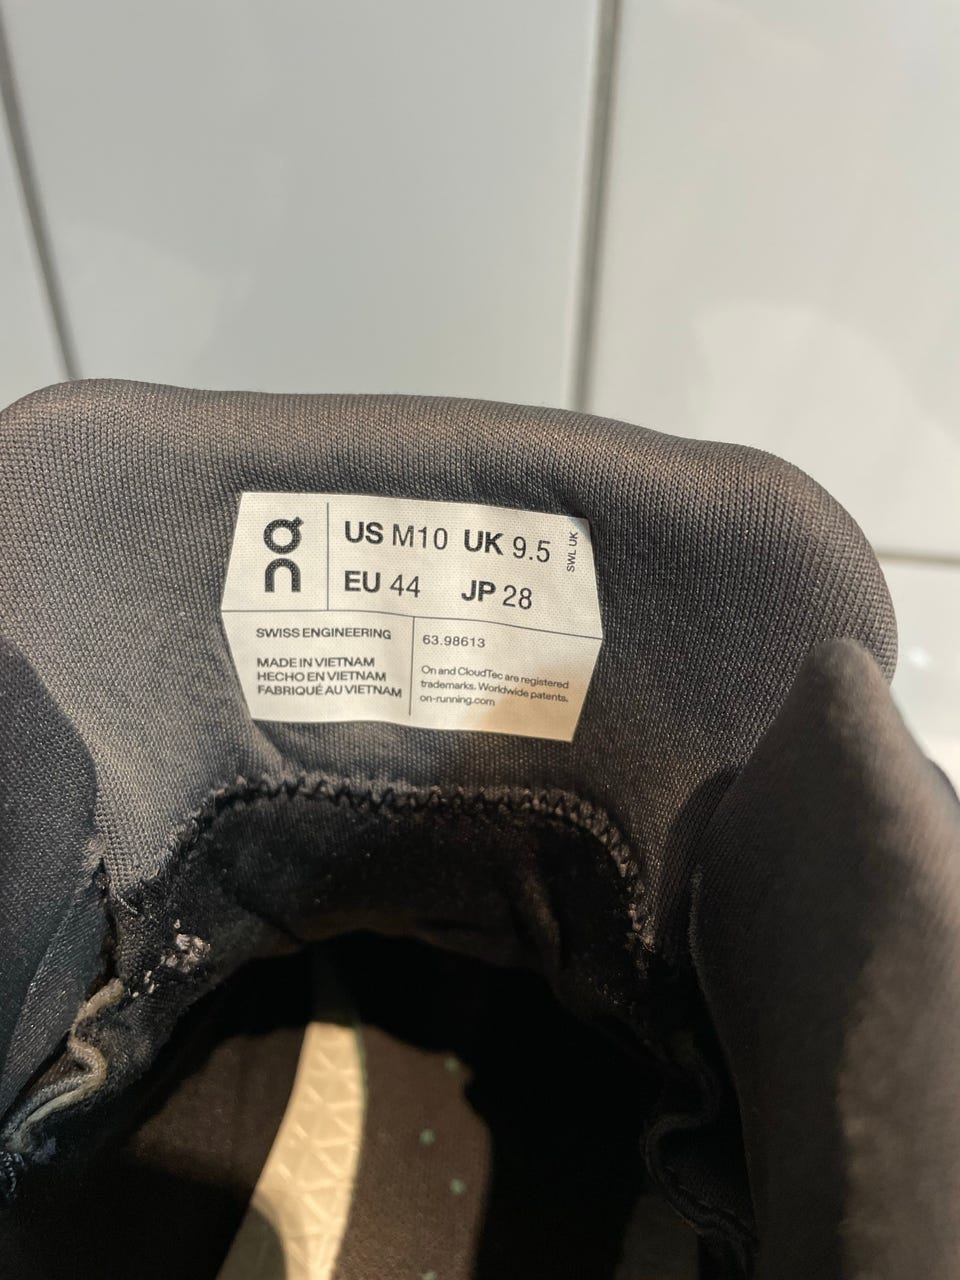 On
US M10 UK 9.5
EU 44 JP 28
SWL UK
SWISS ENGINEERING
MADE IN VIETNAM
HECHO EN VIETNAM
FABRIQUÉ AU VIETNAM
63.98613
On and CloudTec are registered
trademarks. Worldwide patents.
on-running.com